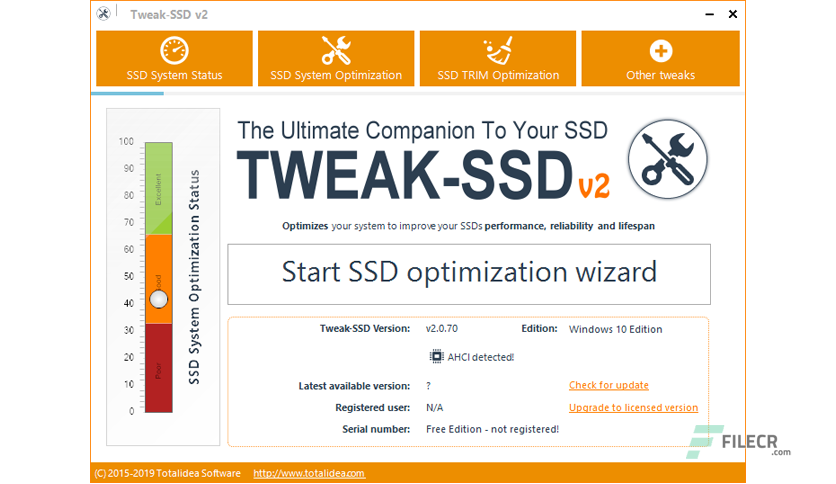 Tweak-SSD v2
SSD System Status
SSD System Optimization
SSD TRIM Optimization
Other tweaks
100
90
80
70
60
50
40
30
20
10
0
Excellent
Poor
SSD System Optimization Status
The Ultimate Companion To Your SSD
TWEAK-SSD v2
Optimizes your system to improve your SSDs performance, reliability and lifespan
Start SSD optimization wizard
Tweak-SSD Version: v2.0.70 Edition: Windows 10 Edition
AHCI detected!
Latest available version: ? Check for update
Registered user: N/A Upgrade to licensed version
Serial number: Free Edition - not registered!
FILECR
.com
(C) 2015-2019 Totalidea Software http://www.totalidea.com